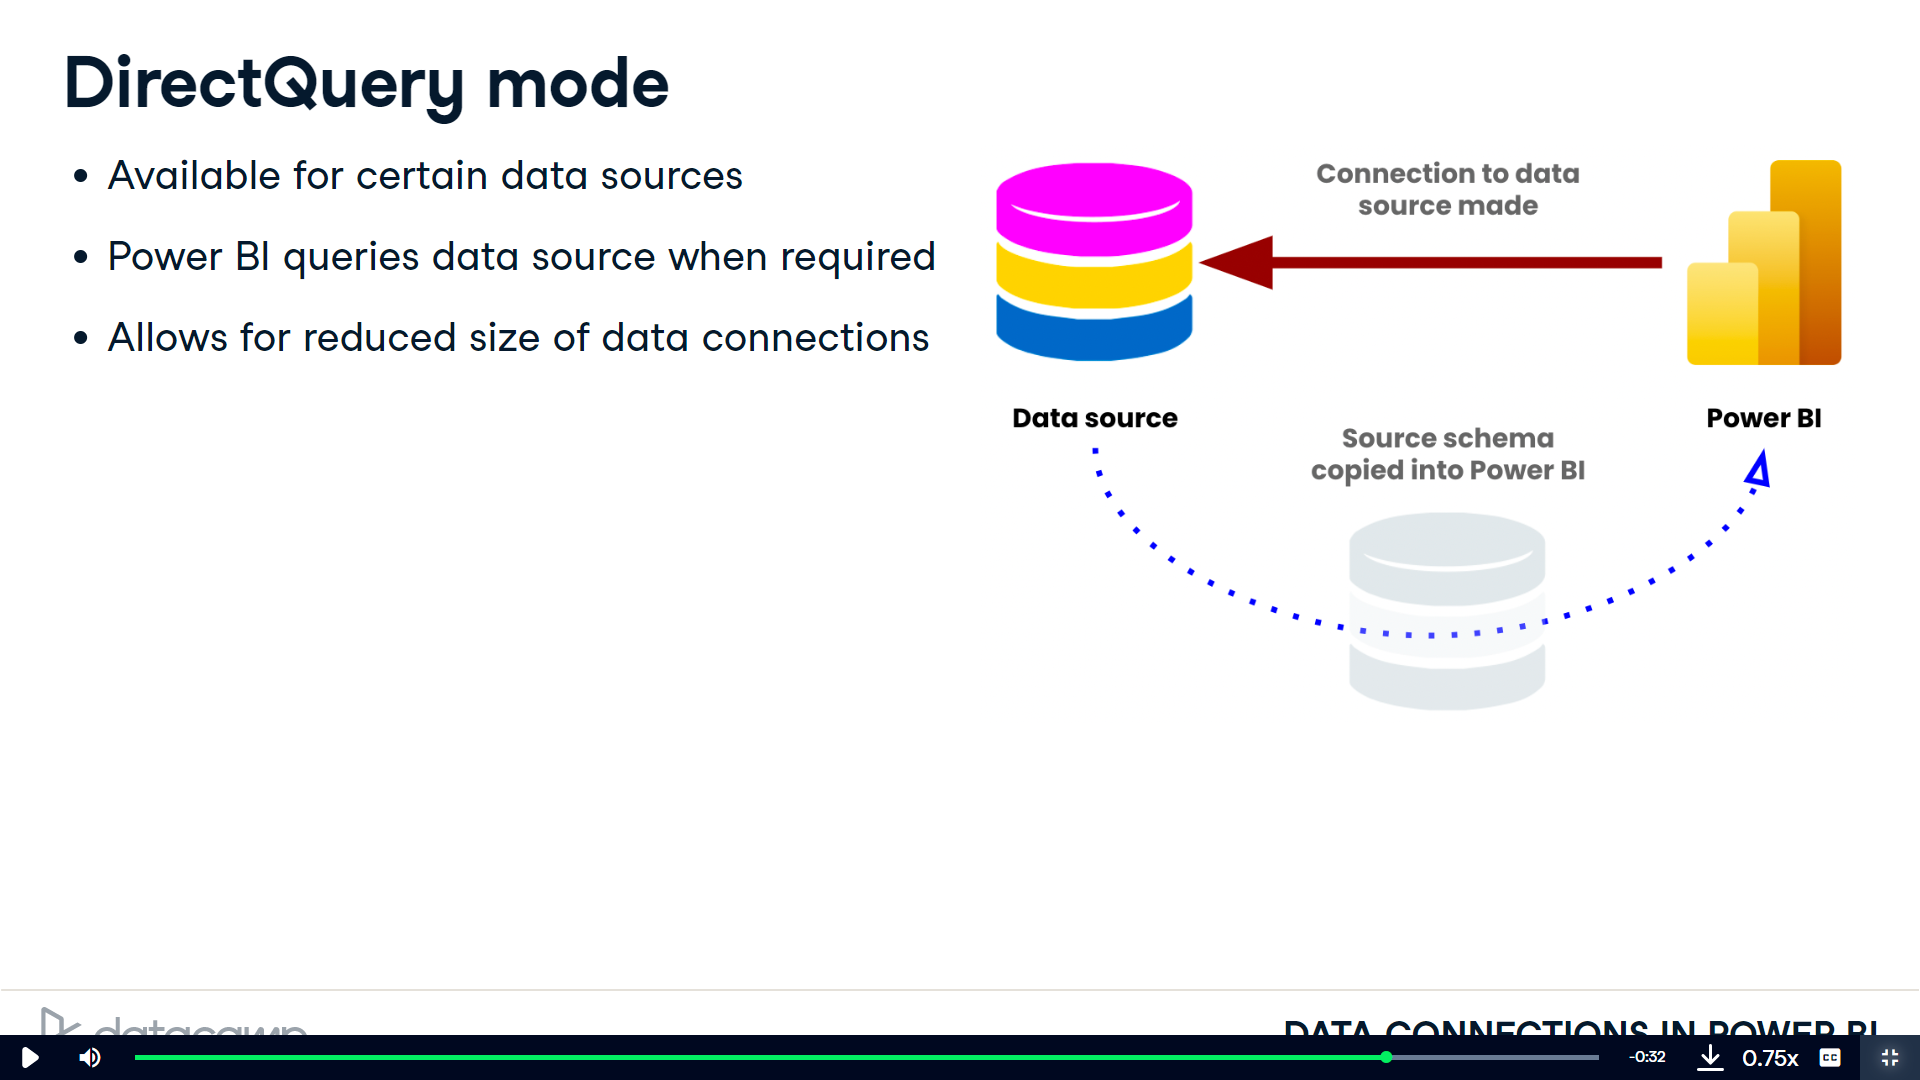 DirectQuery mode
• Available for certain data sources
• Power BI queries data source when required
• Allows for reduced size of data connections
Connection to data
source made
Data source
Power BI
Source schema
copied into Power BI
datacamp
DATA CONNECTIONS IN POWER BI
-0:32
0.75x
CC